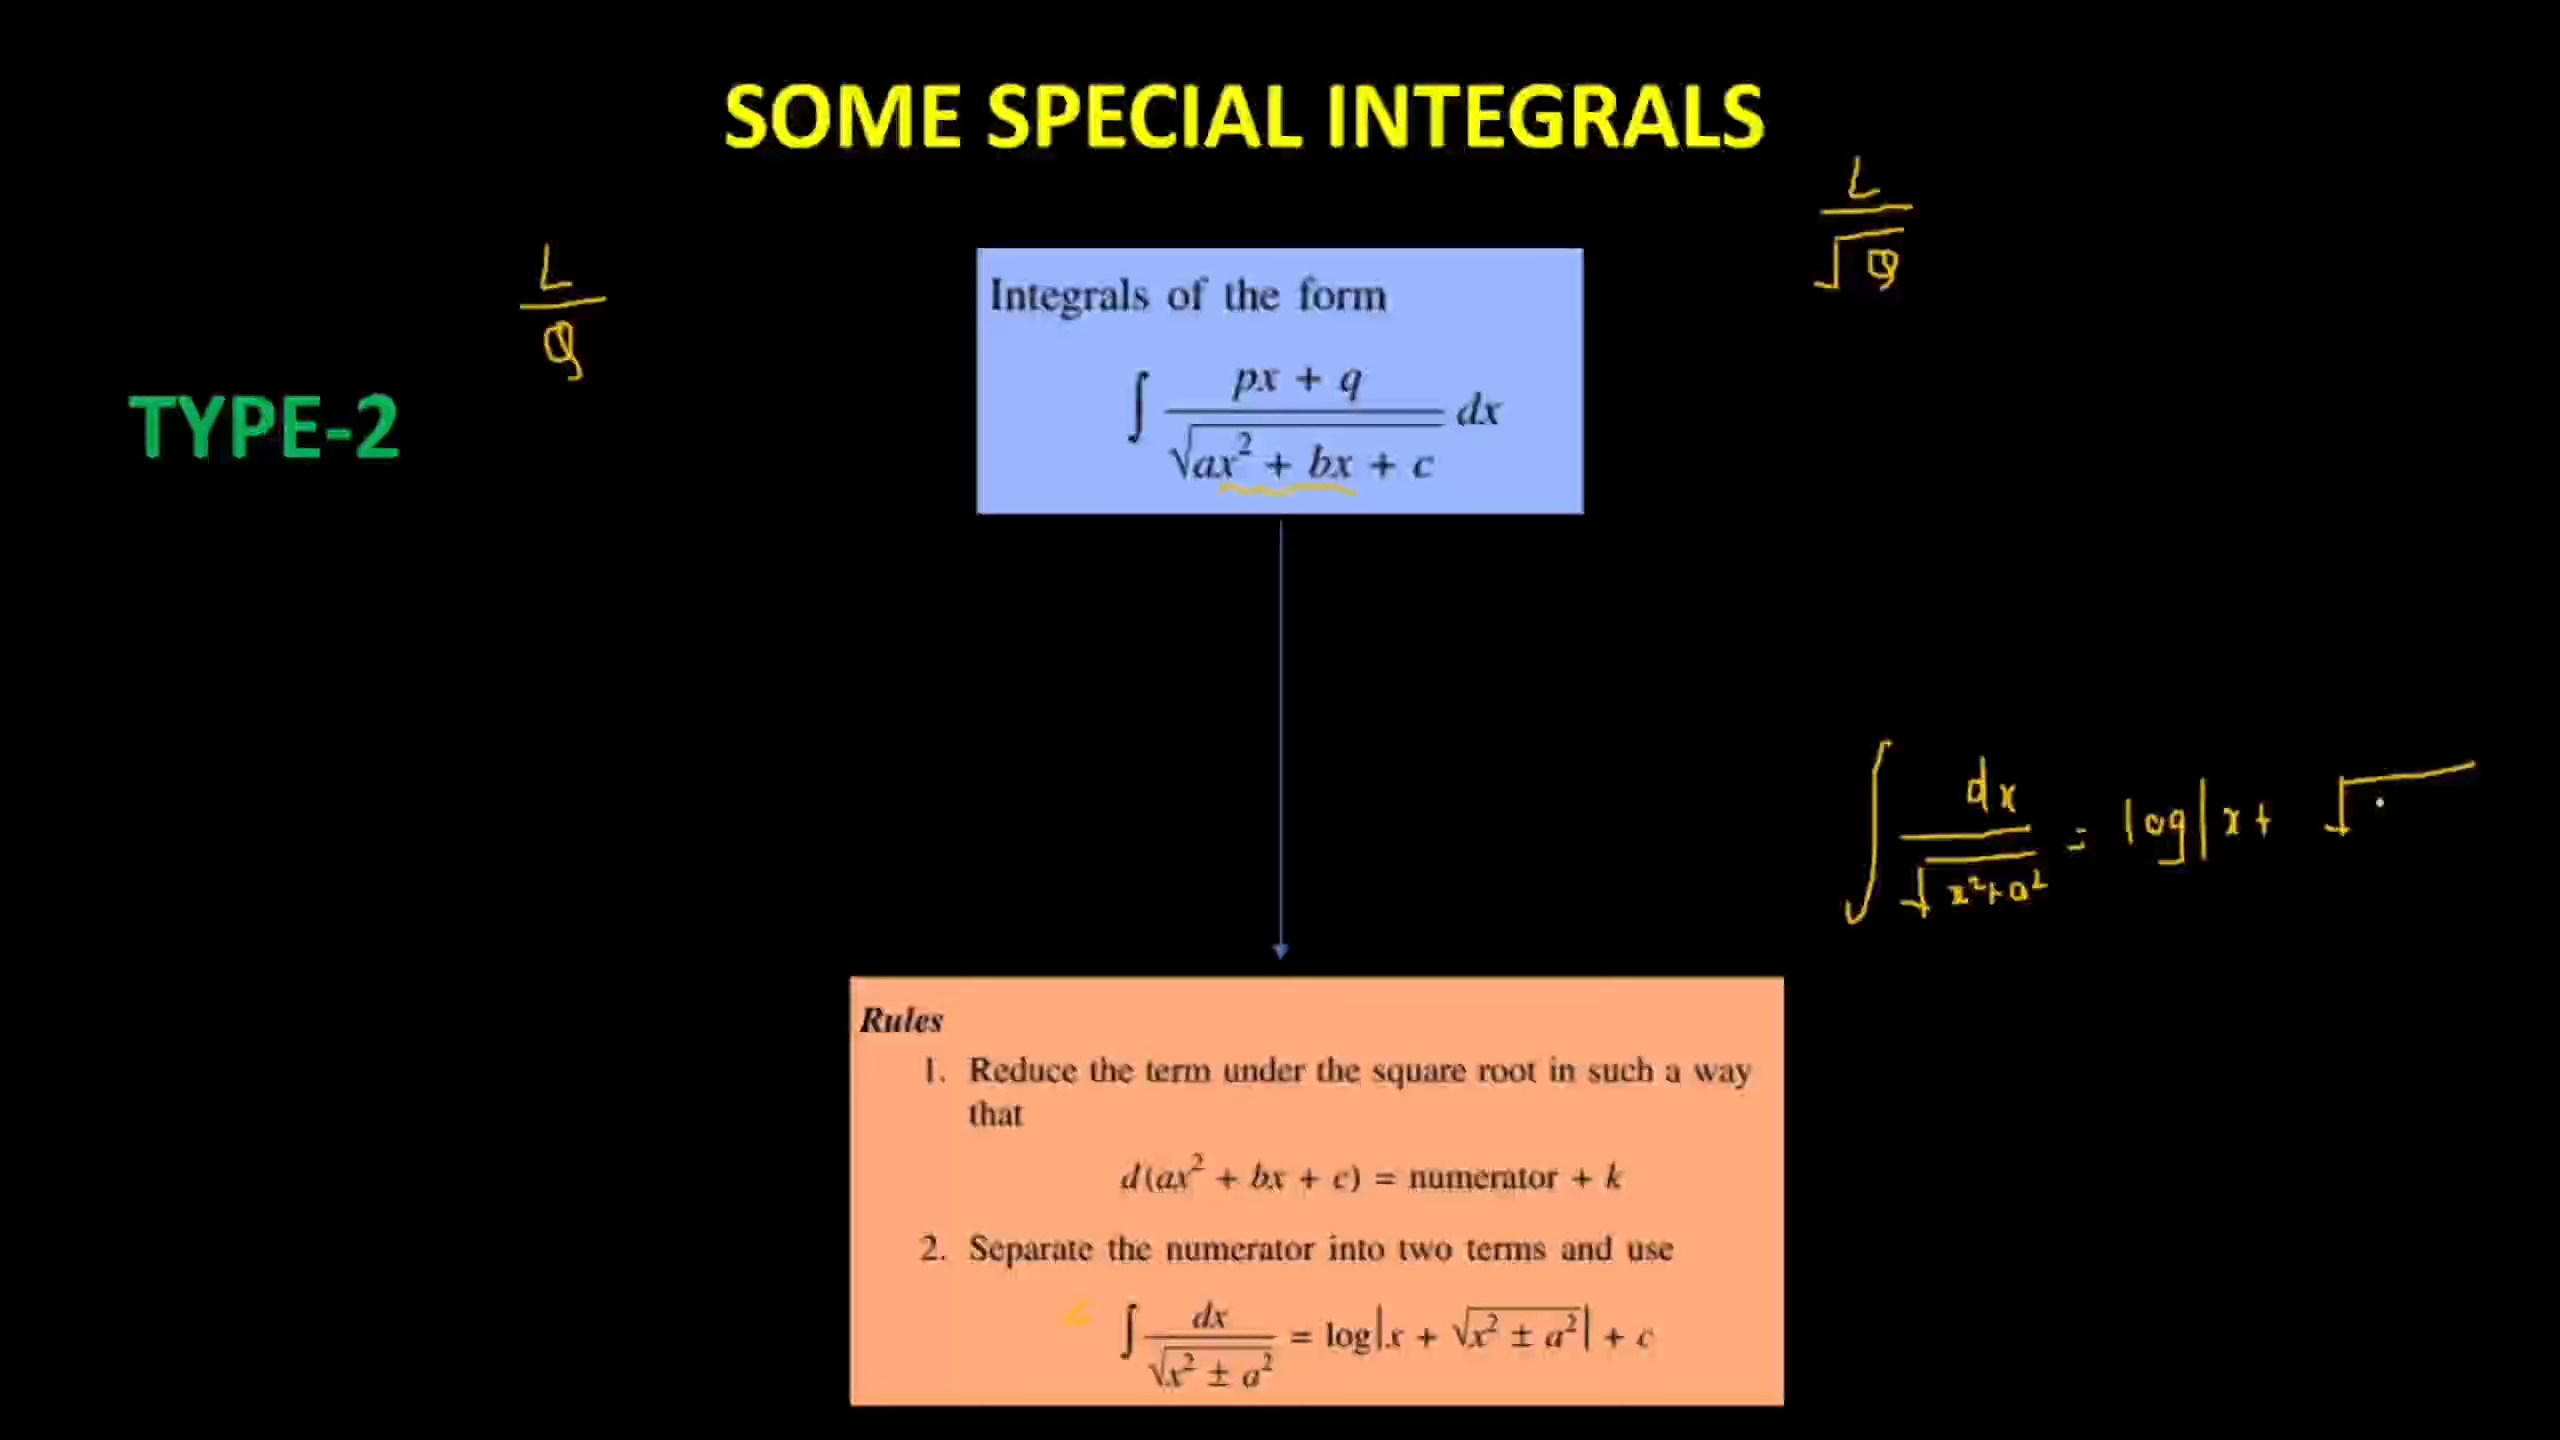 SOME SPECIAL INTEGRALS
L/√Q
L/Q
Integrals of the form
∫ (px + q)/√(ax² + bx + c) dx
TYPE-2
∫ dx/√(x²+a²) = log|x+ √
Rules
1. Reduce the term under the square root in such a way
that
d(ax² + bx + c) = numerator + k
2. Separate the numerator into two terms and use
∫ dx/√(x² ± a²) = log|x + √(x² ± a²)| + c